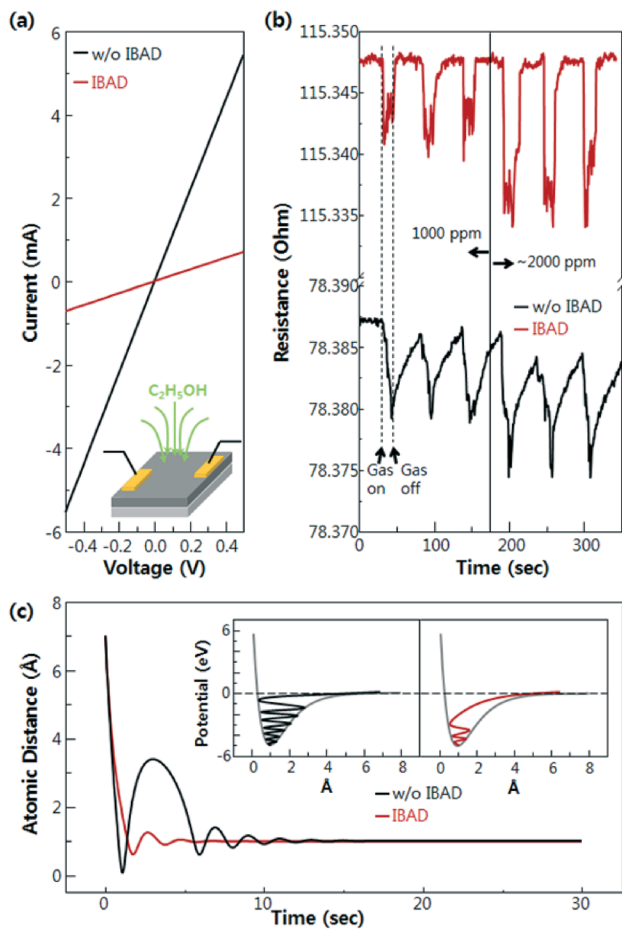 (a)
6
4
2
0
-2
-4
-6
Current (mA)
w/o IBAD
IBAD
C₂H₅OH
-0.4 -0.2 0.0 0.2 0.4
Voltage (V)
(b)
115.350
115.345
115.340
115.335
78.390
78.385
78.380
78.375
78.370
Resistance (Ohm)
1000 ppm
~2000 ppm
w/o IBAD
IBAD
Gas on
Gas off
0 100 200 300
Time (sec)
(c)
8
6
4
2
0
Atomic Distance (Å)
Potential (eV)
6
0
-6
0 2 4 6 8
Å
0 2 4 6 8
Å
w/o IBAD
IBAD
0 10 20 30
Time (sec)